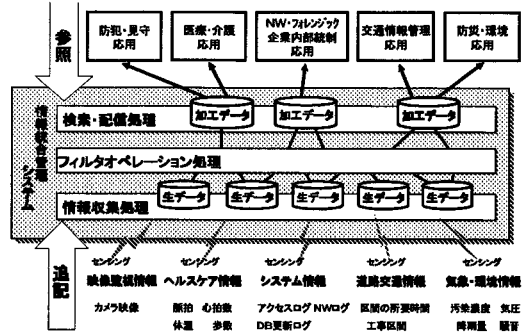 参照
防犯・見守
応用
医療・介護
応用
NW・フォレンジック
企業内部統制
応用
交通情報管理
応用
防災・環境
応用
情報統合管理
システム
検索・配信処理
加工データ
加工データ
加工データ
フィルタオペレーション処理
情報収集処理
生データ
生データ
生データ
生データ
生データ
追記
センシング
センシング
センシング
センシング
センシング
映像監視情報
ヘルスケア情報
システム情報
道路交通情報
気象・環境情報
カメラ映像
脈拍 心拍数
体温 歩数
アクセスログ NWログ
DB更新ログ
区間の所要時間
工事区間
汚染濃度 気圧
降雨量 騒音